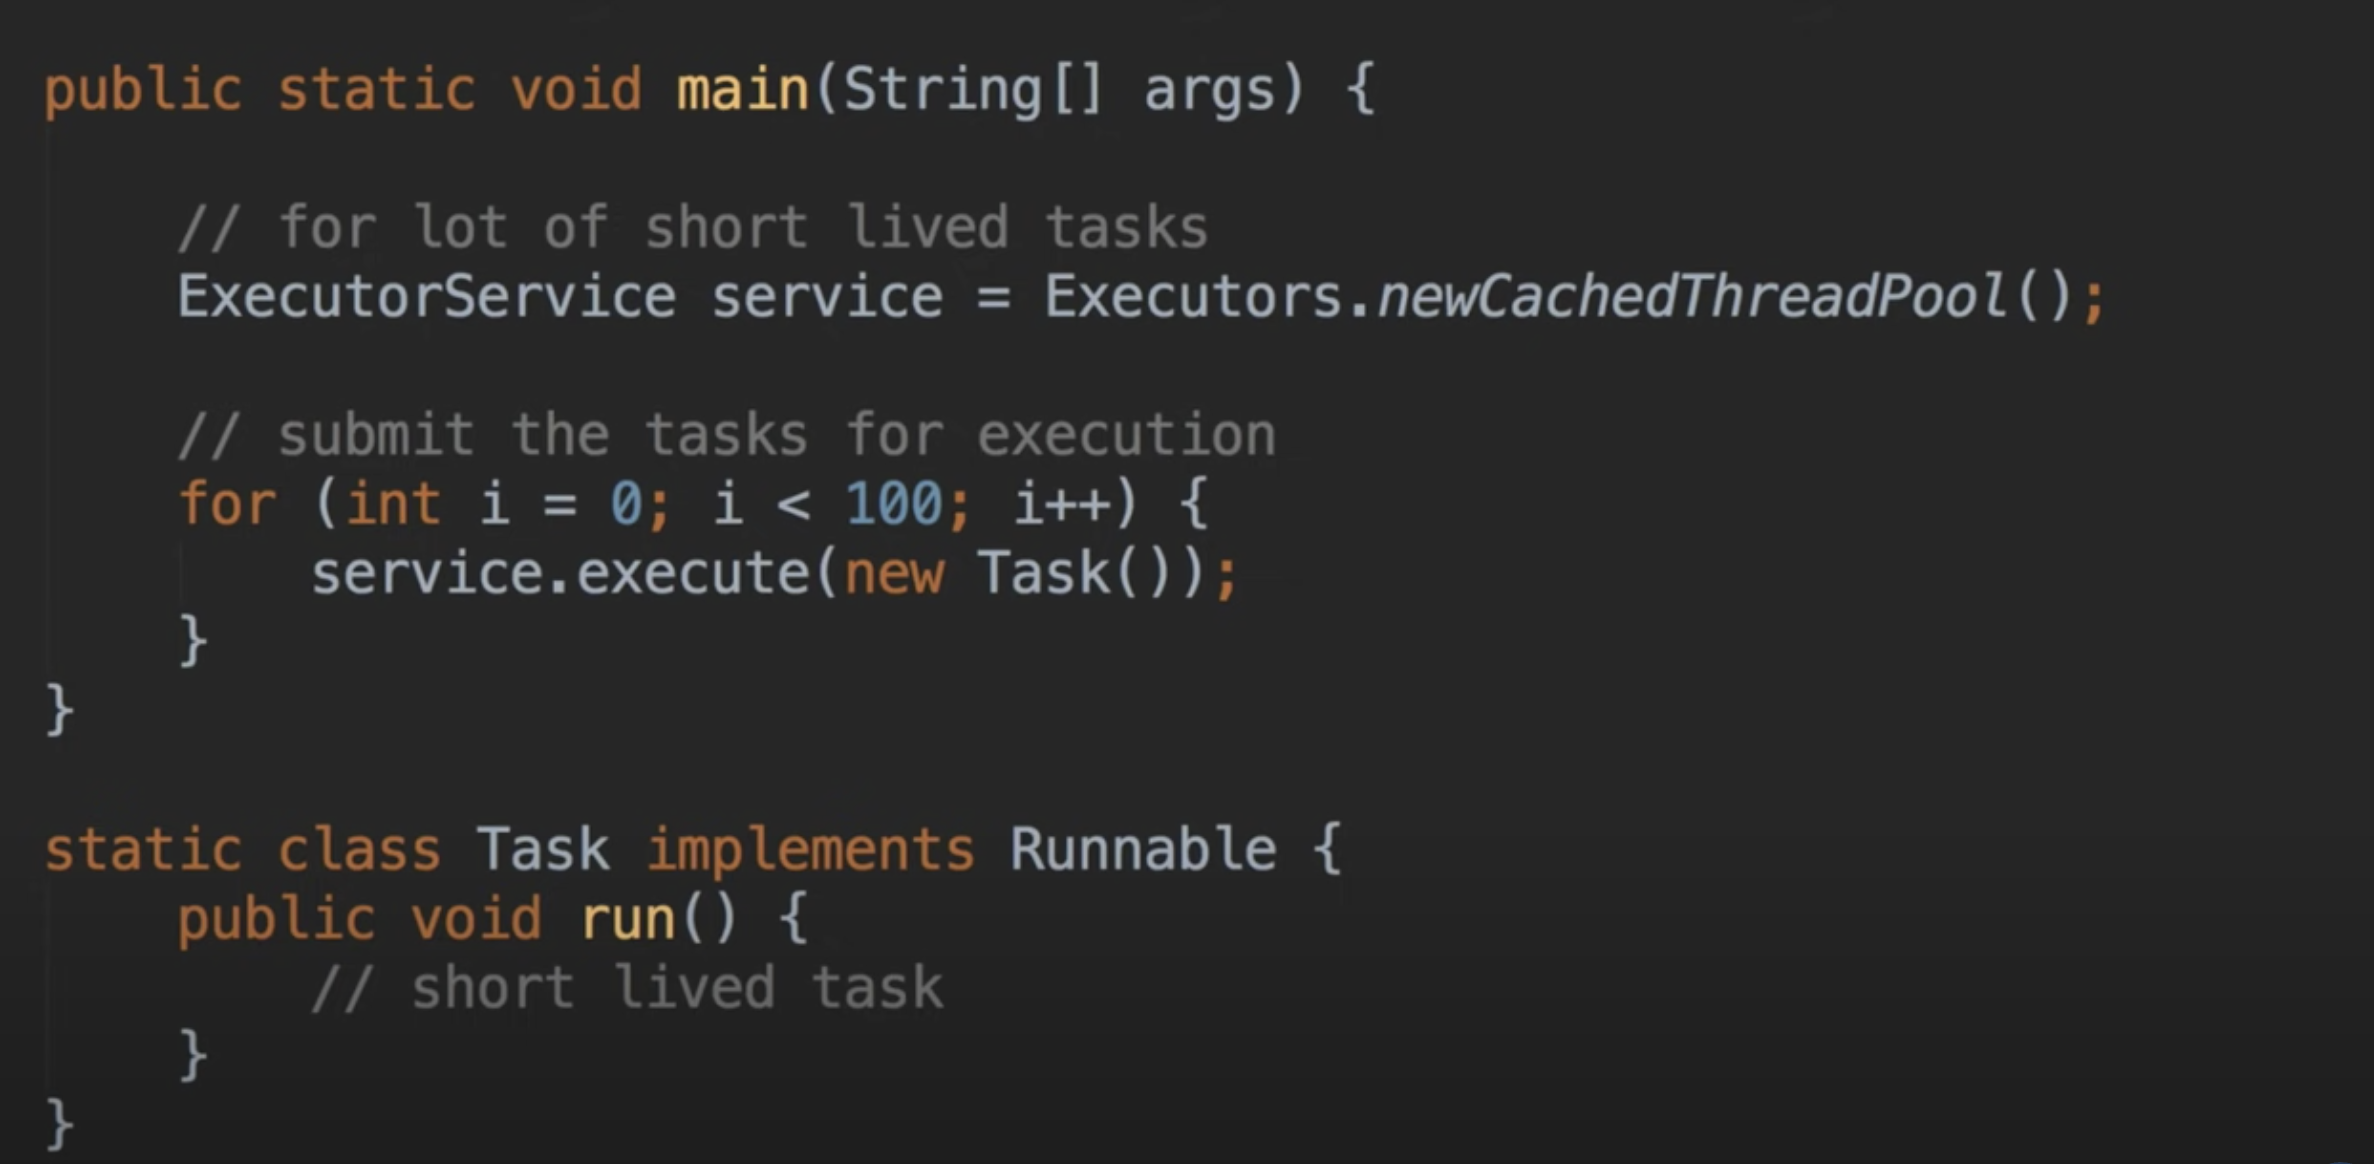 public static void main(String[] args) {
    // for lot of short lived tasks
    ExecutorService service = Executors.newCachedThreadPool();
    // submit the tasks for execution
    for (int i = 0; i < 100; i++) {
        service.execute(new Task());
    }
}
static class Task implements Runnable {
    public void run() {
        // short lived task
    }
}